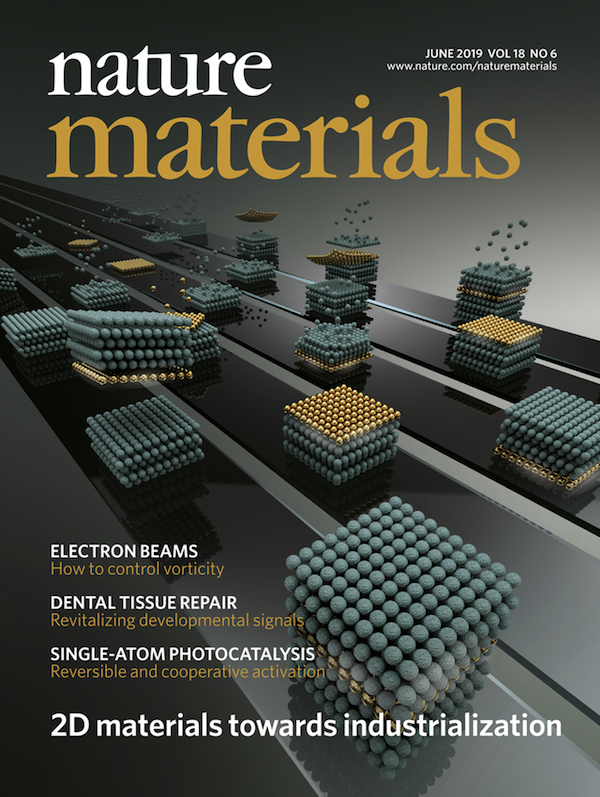 nature
JUNE 2019 VOL 18 NO 6
www.nature.com/naturematerials
materials
ELECTRON BEAMS
How to control vorticity
DENTAL TISSUE REPAIR
Revitalizing developmental signals
SINGLE-ATOM PHOTOCATALYSIS
Reversible and cooperative activation
2D materials towards industrialization